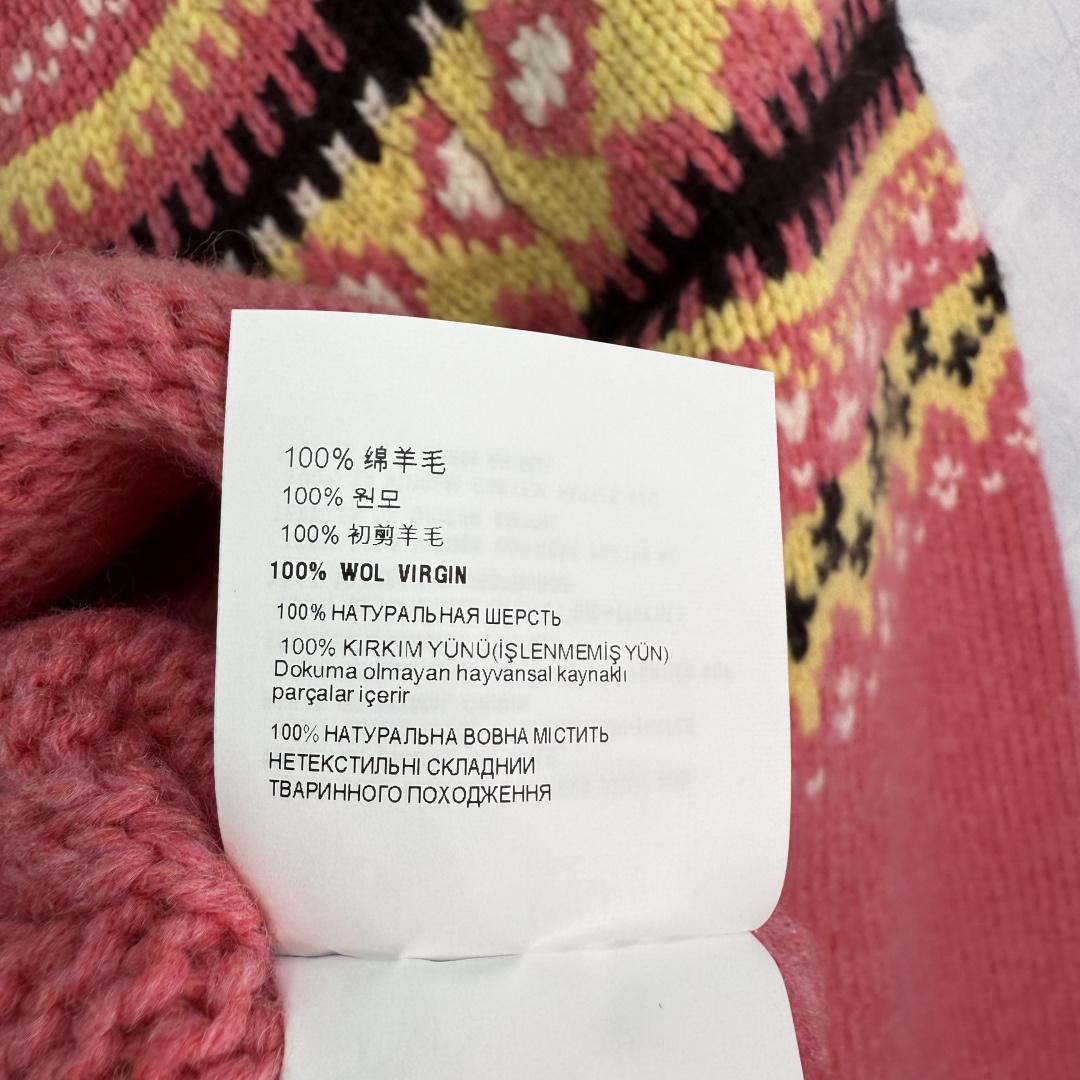 100% 绵羊毛
100% 원모
100% 初剪羊毛
100% WOL VIRGIN
100% НАТУРАЛЬНАЯ ШЕРСТЬ
100% KIRKIM YÜNÜ(İŞLENMEMİŞ YÜN)
Dokuma olmayan hayvansal kaynaklı
parçalar içerir
100% НАТУРАЛЬНА ВОВНА МІСТИТЬ
НЕТЕКСТИЛЬНІ СКЛАДНИИ
ТВАРИННОГО ПОХОДЖЕННЯ